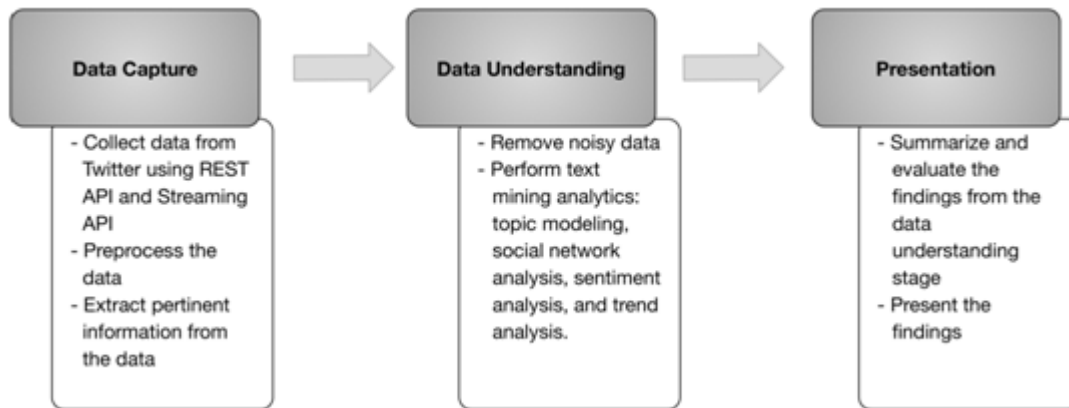 Data Capture
- Collect data from
Twitter using REST
API and Streaming
API
- Preprocess the
data
- Extract pertinent
information from
the data
Data Understanding
- Remove noisy data
- Perform text
mining analytics:
topic modeling,
social network
analysis, sentiment
analysis, and trend
analysis.
Presentation
- Summarize and
evaluate the
findings from the
data
understanding
stage
- Present the
findings